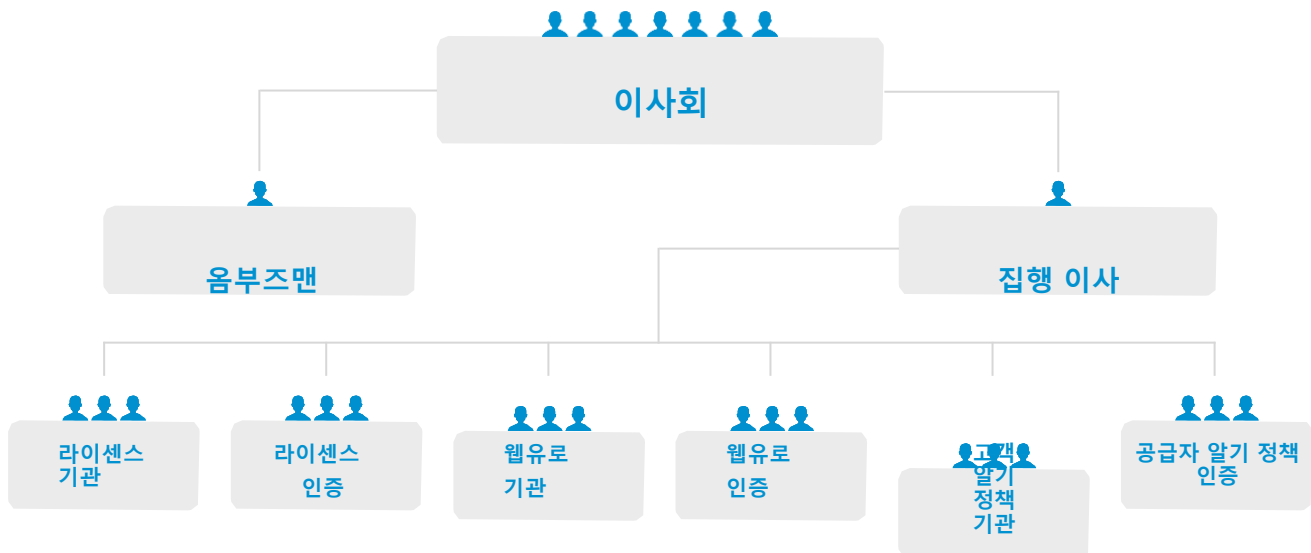 이사회
옴부즈맨
집행 이사
라이센스
기관
라이센스
인증
웹유로
기관
웹유로
인증
고객
알기
정책
기관
공급자 알기 정책
인증